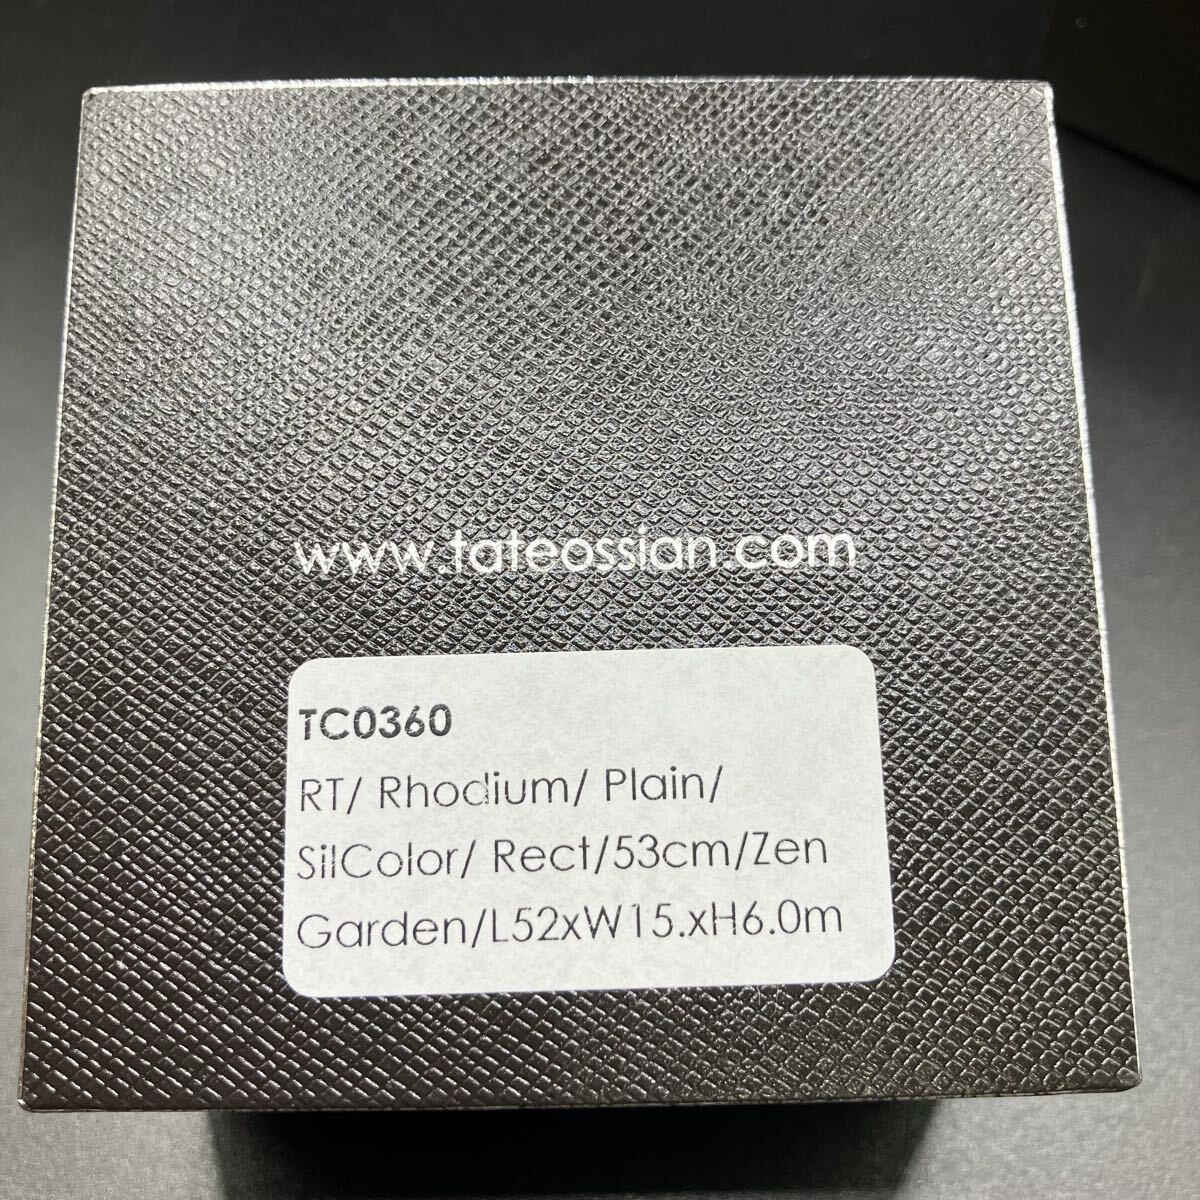 www.tateossian.com
TC0360
RT/ Rhodium/ Plain/
SilColor/ Rect/53cm/Zen
Garden/L52xW15.xH6.0m